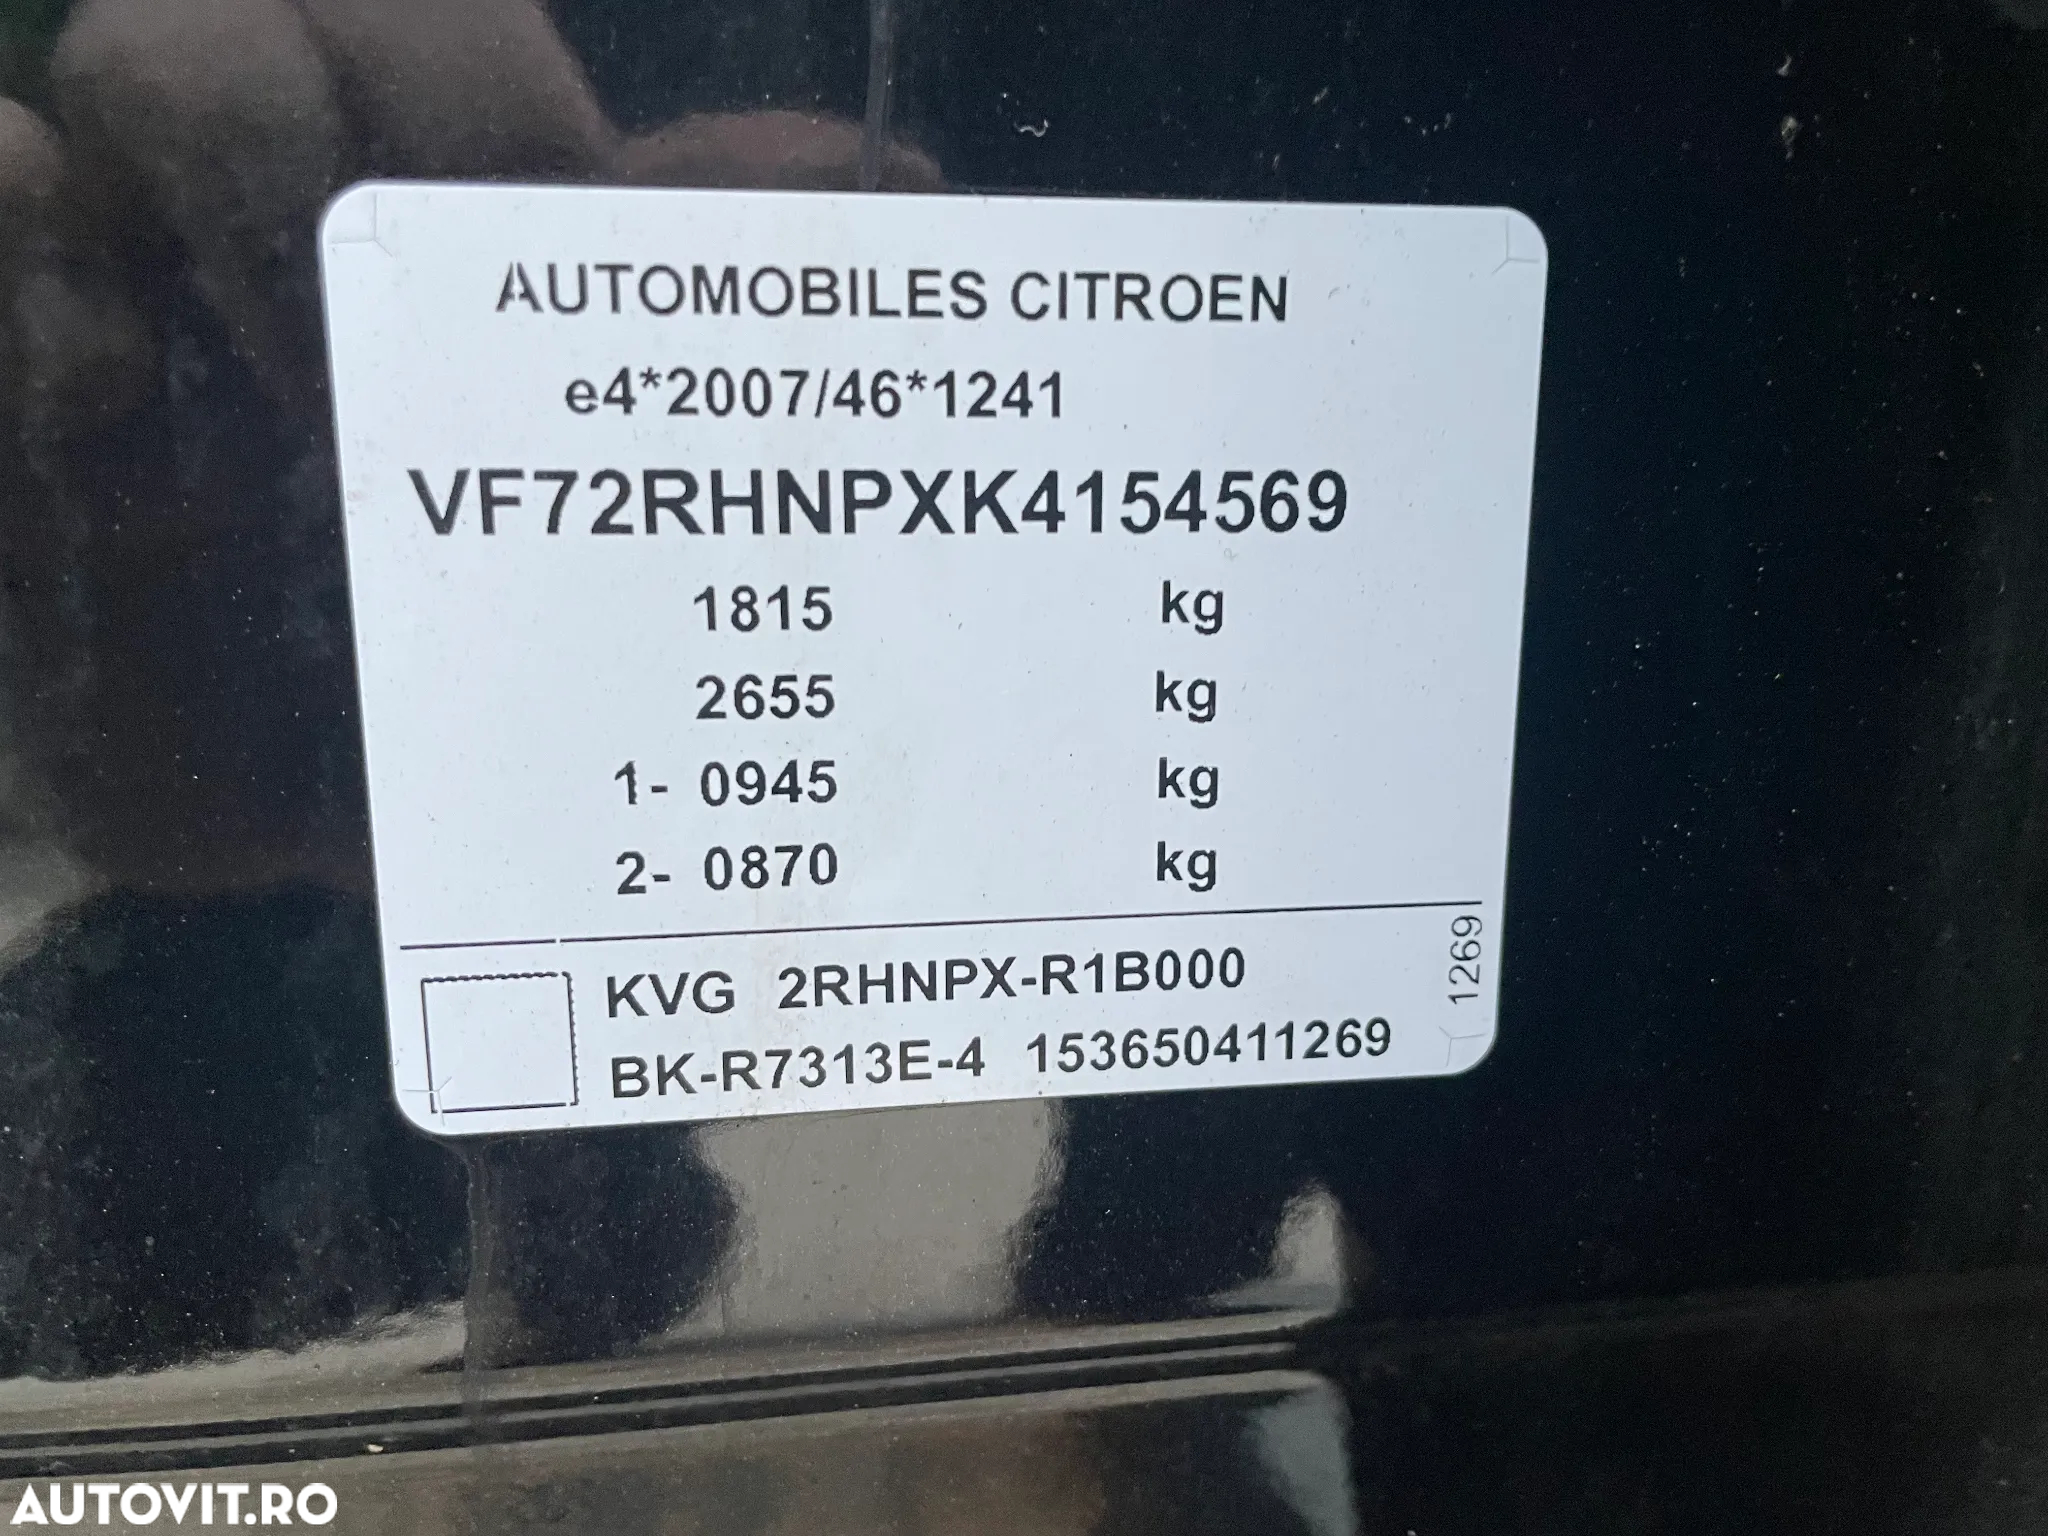 AUTOMOBILES CITROEN
e4*2007/46*1241
VF72RHNPXK4154569
1815 kg
2655 kg
1- 0945 kg
2- 0870 kg
KVG 2RHNPX-R1B000
BK-R7313E-4 153650411269
1269
AUTOVIT.RO